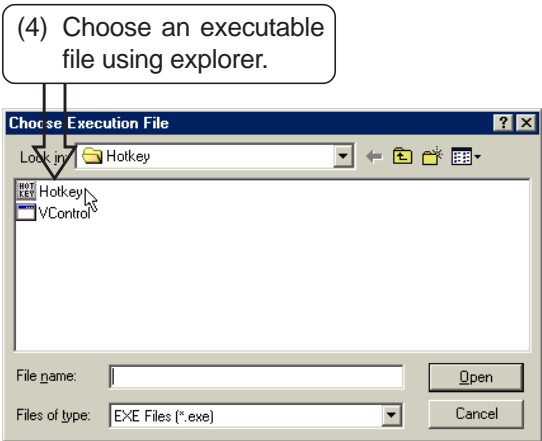 (4) Choose an executable
file using explorer.
Choose Execution File
Look in: Hotkey
HOT KEY Hotkey
VControl
File name: Open
Files of type: EXE Files (*.exe) Cancel